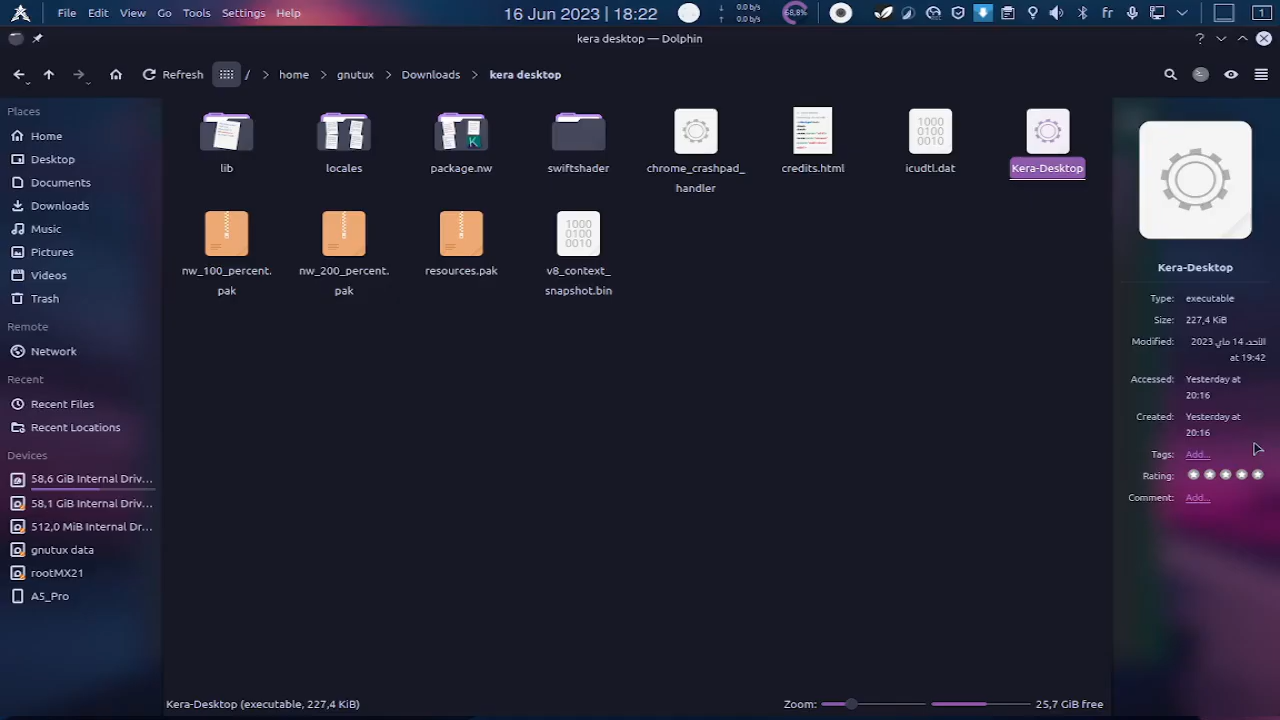 File Edit View Go Tools Settings Help 16 Jun 2023 | 18:22 ↓ 0.0 b/s 68,8% fr 1
↑ 0.0 b/s
kera desktop — Dolphin
Refresh / > home > gnutux > Downloads > kera desktop
Places
Home
Desktop
Documents
Downloads
Music
Pictures
Videos
Trash
Remote
Network
Recent
Recent Files
Recent Locations
Devices
58,6 GiB Internal Driv...
58,1 GiB Internal Driv...
512,0 MiB Internal Dr...
gnutux data
rootMX21
A5_Pro
lib locales package.nw swiftshader chrome_crashpad_ credits.html icudtl.dat Kera-Desktop
handler
nw_100_percent. nw_200_percent. resources.pak v8_context_
pak pak snapshot.bin
Kera-Desktop
Type: executable
Size: 227,4 KiB
Modified: الأحد، 14 ماي 2023
at 19:42
Accessed: Yesterday at
20:16
Created: Yesterday at
20:16
Tags: Add...
Rating:
Comment: Add...
Kera-Desktop (executable, 227,4 KiB) Zoom: 25,7 GiB free